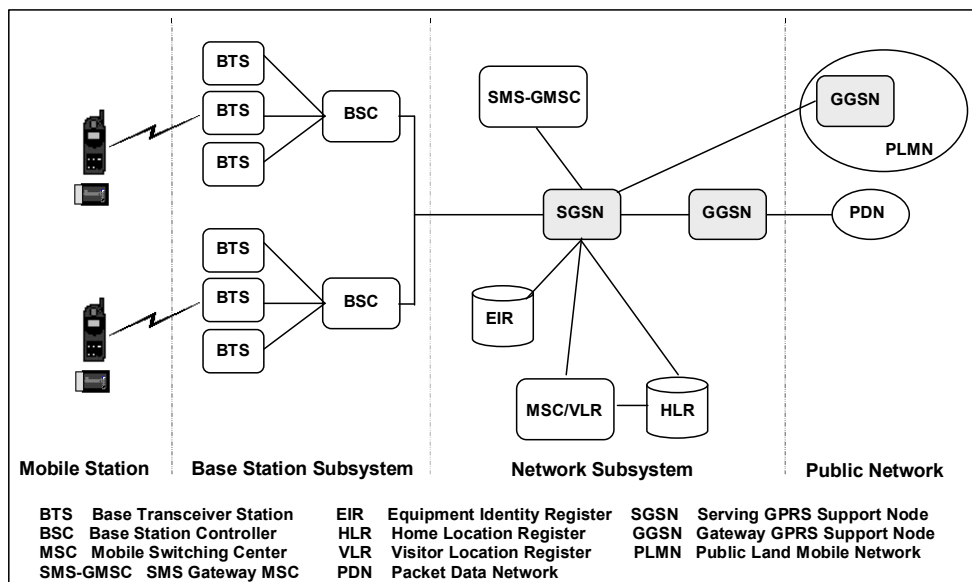 BTS
BTS
BSC
BTS
SMS-GMSC
GGSN
PLMN
SGSN
GGSN
PDN
BTS
BTS
BSC
BTS
EIR
MSC/VLR
HLR
Mobile Station
Base Station Subsystem
Network Subsystem
Public Network
BTS Base Transceiver Station
BSC Base Station Controller
MSC Mobile Switching Center
SMS-GMSC SMS Gateway MSC
EIR Equipment Identity Register
HLR Home Location Register
VLR Visitor Location Register
PDN Packet Data Network
SGSN Serving GPRS Support Node
GGSN Gateway GPRS Support Node
PLMN Public Land Mobile Network